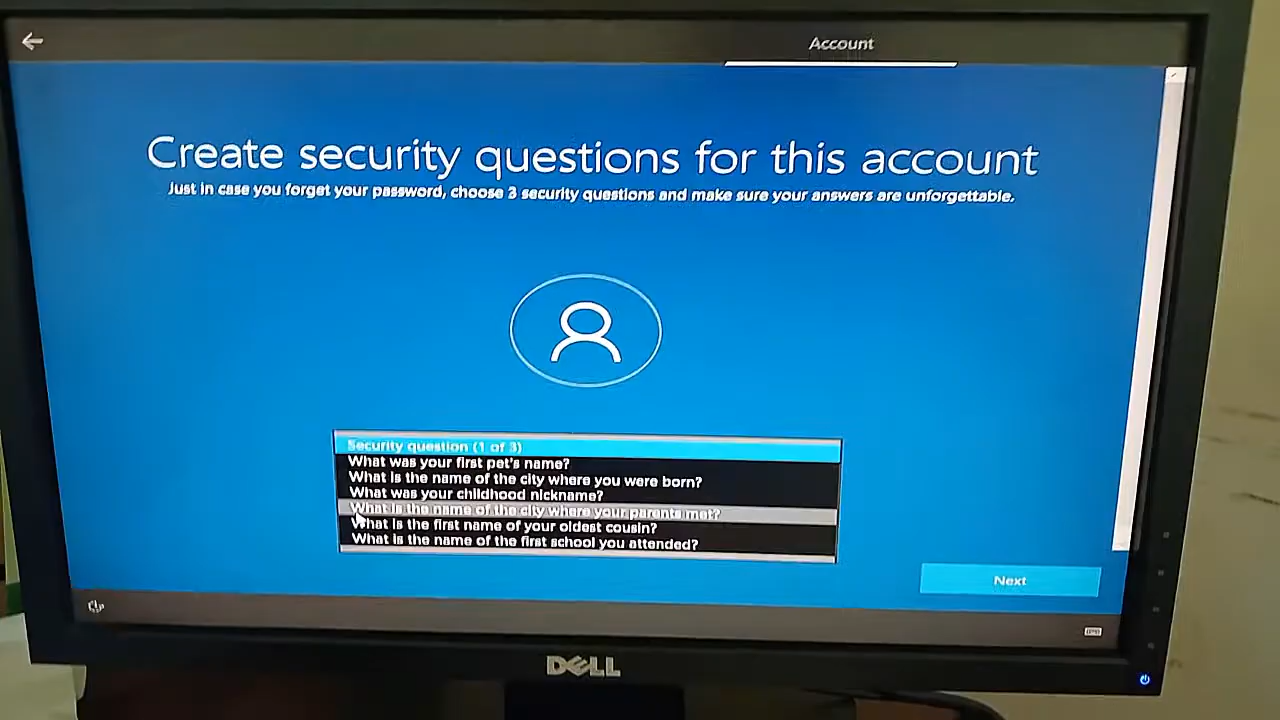 Account
Create security questions for this account
Just in case you forget your password, choose 3 security questions and make sure your answers are unforgettable.
Security question (1 of 3)
What was your first pet's name?
What is the name of the city where you were born?
What was your childhood nickname?
What is the name of the city where your parents met?
What is the first name of your oldest cousin?
What is the name of the first school you attended?
Next
DELL